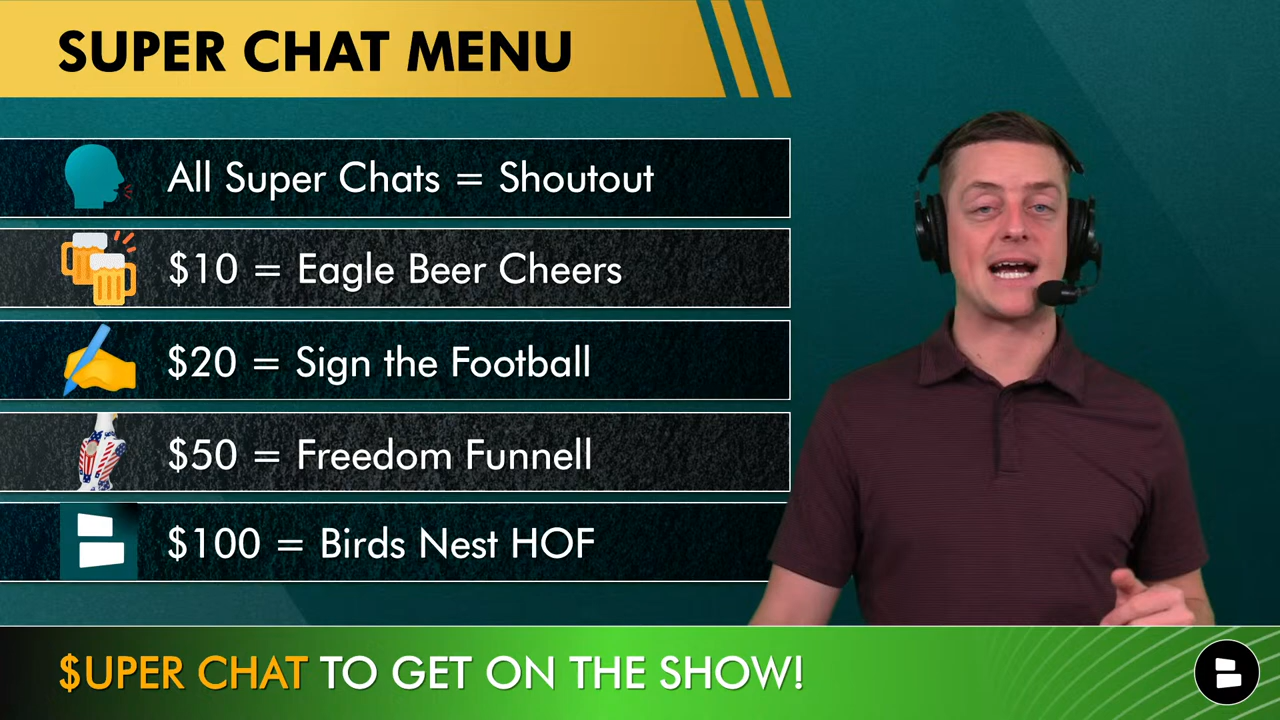 SUPER CHAT MENU
All Super Chats = Shoutout
$10 = Eagle Beer Cheers
$20 = Sign the Football
$50 = Freedom Funnell
$100 = Birds Nest HOF
$UPER CHAT TO GET ON THE SHOW!